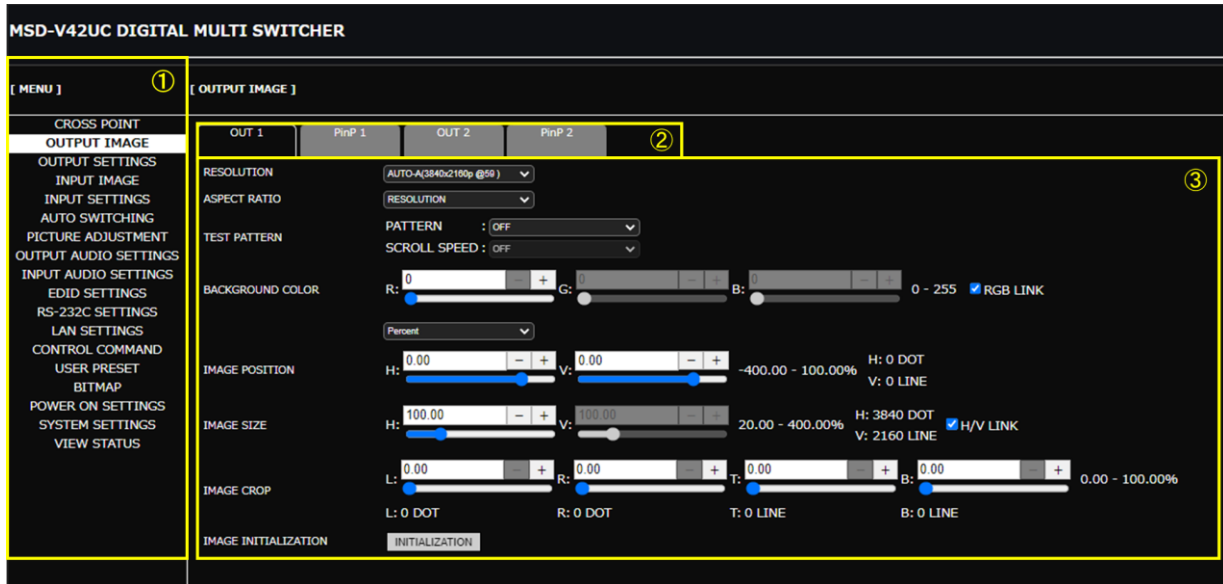 MSD-V42UC DIGITAL MULTI SWITCHER
[ MENU ]
①
[ OUTPUT IMAGE ]
CROSS POINT
OUTPUT IMAGE
OUTPUT SETTINGS
INPUT IMAGE
INPUT SETTINGS
AUTO SWITCHING
PICTURE ADJUSTMENT
OUTPUT AUDIO SETTINGS
INPUT AUDIO SETTINGS
EDID SETTINGS
RS-232C SETTINGS
LAN SETTINGS
CONTROL COMMAND
USER PRESET
BITMAP
POWER ON SETTINGS
SYSTEM SETTINGS
VIEW STATUS
OUT 1 PinP 1 OUT 2 PinP 2 ②
③
RESOLUTION AUTO-A(3840x2160p @59 )
ASPECT RATIO RESOLUTION
TEST PATTERN
PATTERN : OFF
SCROLL SPEED : OFF
BACKGROUND COLOR R: 0 − + G: 0 − + B: 0 − + 0 - 255 RGB LINK
Percent
IMAGE POSITION H: 0.00 − + V: 0.00 − + -400.00 - 100.00%
H: 0 DOT
V: 0 LINE
IMAGE SIZE H: 100.00 − + V: 100.00 − + 20.00 - 400.00%
H: 3840 DOT
V: 2160 LINE
H/V LINK
IMAGE CROP L: 0.00 − + R: 0.00 − + T: 0.00 − + B: 0.00 − + 0.00 - 100.00%
L: 0 DOT R: 0 DOT T: 0 LINE B: 0 LINE
IMAGE INITIALIZATION INITIALIZATION